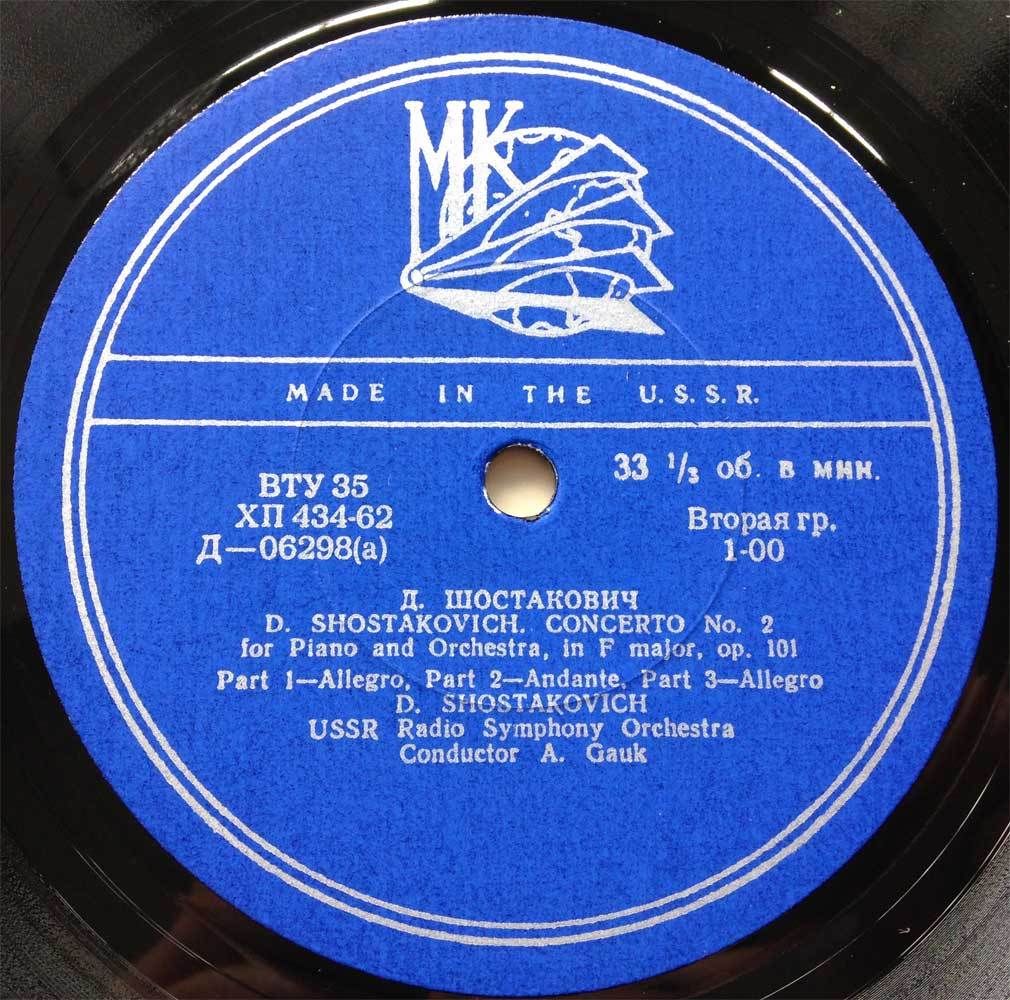 МК
MADE IN THE U.S.S.R.
33 1/3 об. в мин.
ВТУ 35
ХП 434-62
Д—06298(а)
Вторая гр.
1-00
Д. ШОСТАКОВИЧ
D. SHOSTAKOVICH. CONCERTO No. 2
for Piano and Orchestra, in F major, op. 101
Part 1—Allegro, Part 2—Andante, Part 3—Allegro
D. SHOSTAKOVICH
USSR Radio Symphony Orchestra
Conductor A. Gauk